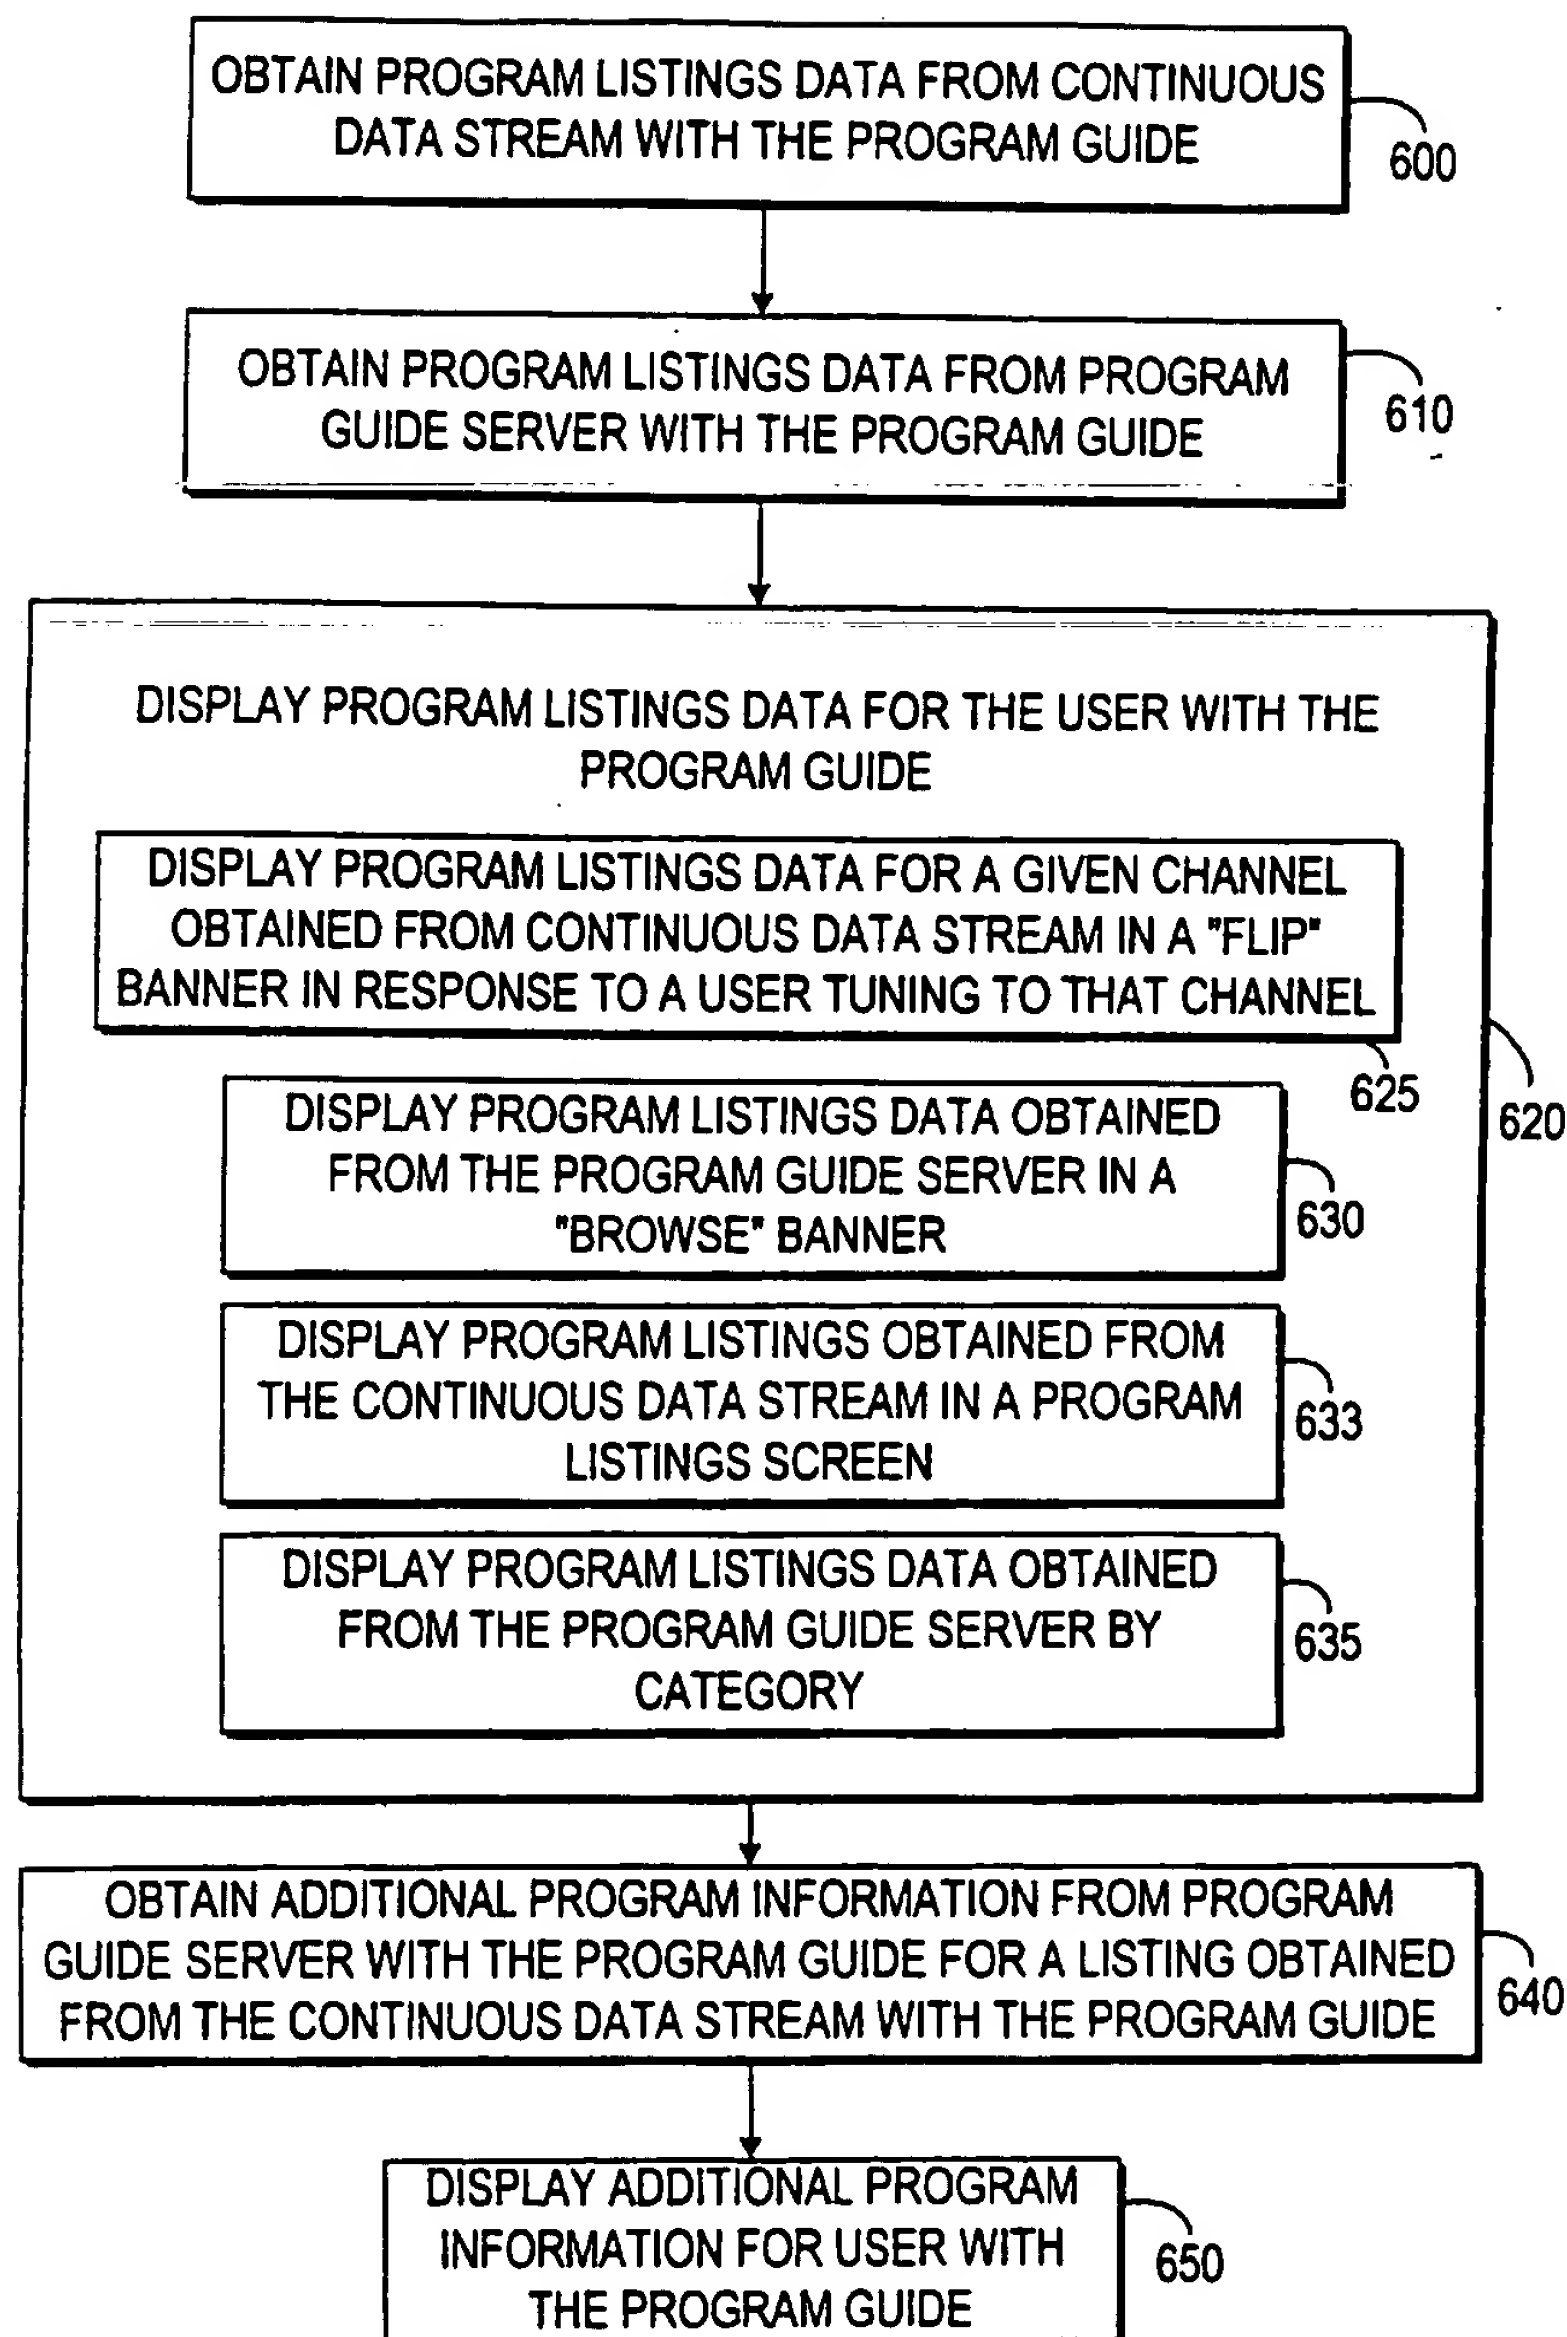 OBTAIN PROGRAM LISTINGS DATA FROM CONTINUOUS
DATA STREAM WITH THE PROGRAM GUIDE
600
OBTAIN PROGRAM LISTINGS DATA FROM PROGRAM
GUIDE SERVER WITH THE PROGRAM GUIDE
610
DISPLAY PROGRAM LISTINGS DATA FOR THE USER WITH THE
PROGRAM GUIDE
DISPLAY PROGRAM LISTINGS DATA FOR A GIVEN CHANNEL
OBTAINED FROM CONTINUOUS DATA STREAM IN A "FLIP"
BANNER IN RESPONSE TO A USER TUNING TO THAT CHANNEL
625
620
DISPLAY PROGRAM LISTINGS DATA OBTAINED
FROM THE PROGRAM GUIDE SERVER IN A
"BROWSE" BANNER
630
DISPLAY PROGRAM LISTINGS OBTAINED FROM
THE CONTINUOUS DATA STREAM IN A PROGRAM
LISTINGS SCREEN
633
DISPLAY PROGRAM LISTINGS DATA OBTAINED
FROM THE PROGRAM GUIDE SERVER BY
CATEGORY
635
OBTAIN ADDITIONAL PROGRAM INFORMATION FROM PROGRAM
GUIDE SERVER WITH THE PROGRAM GUIDE FOR A LISTING OBTAINED
FROM THE CONTINUOUS DATA STREAM WITH THE PROGRAM GUIDE
640
DISPLAY ADDITIONAL PROGRAM
INFORMATION FOR USER WITH
THE PROGRAM GUIDE
650